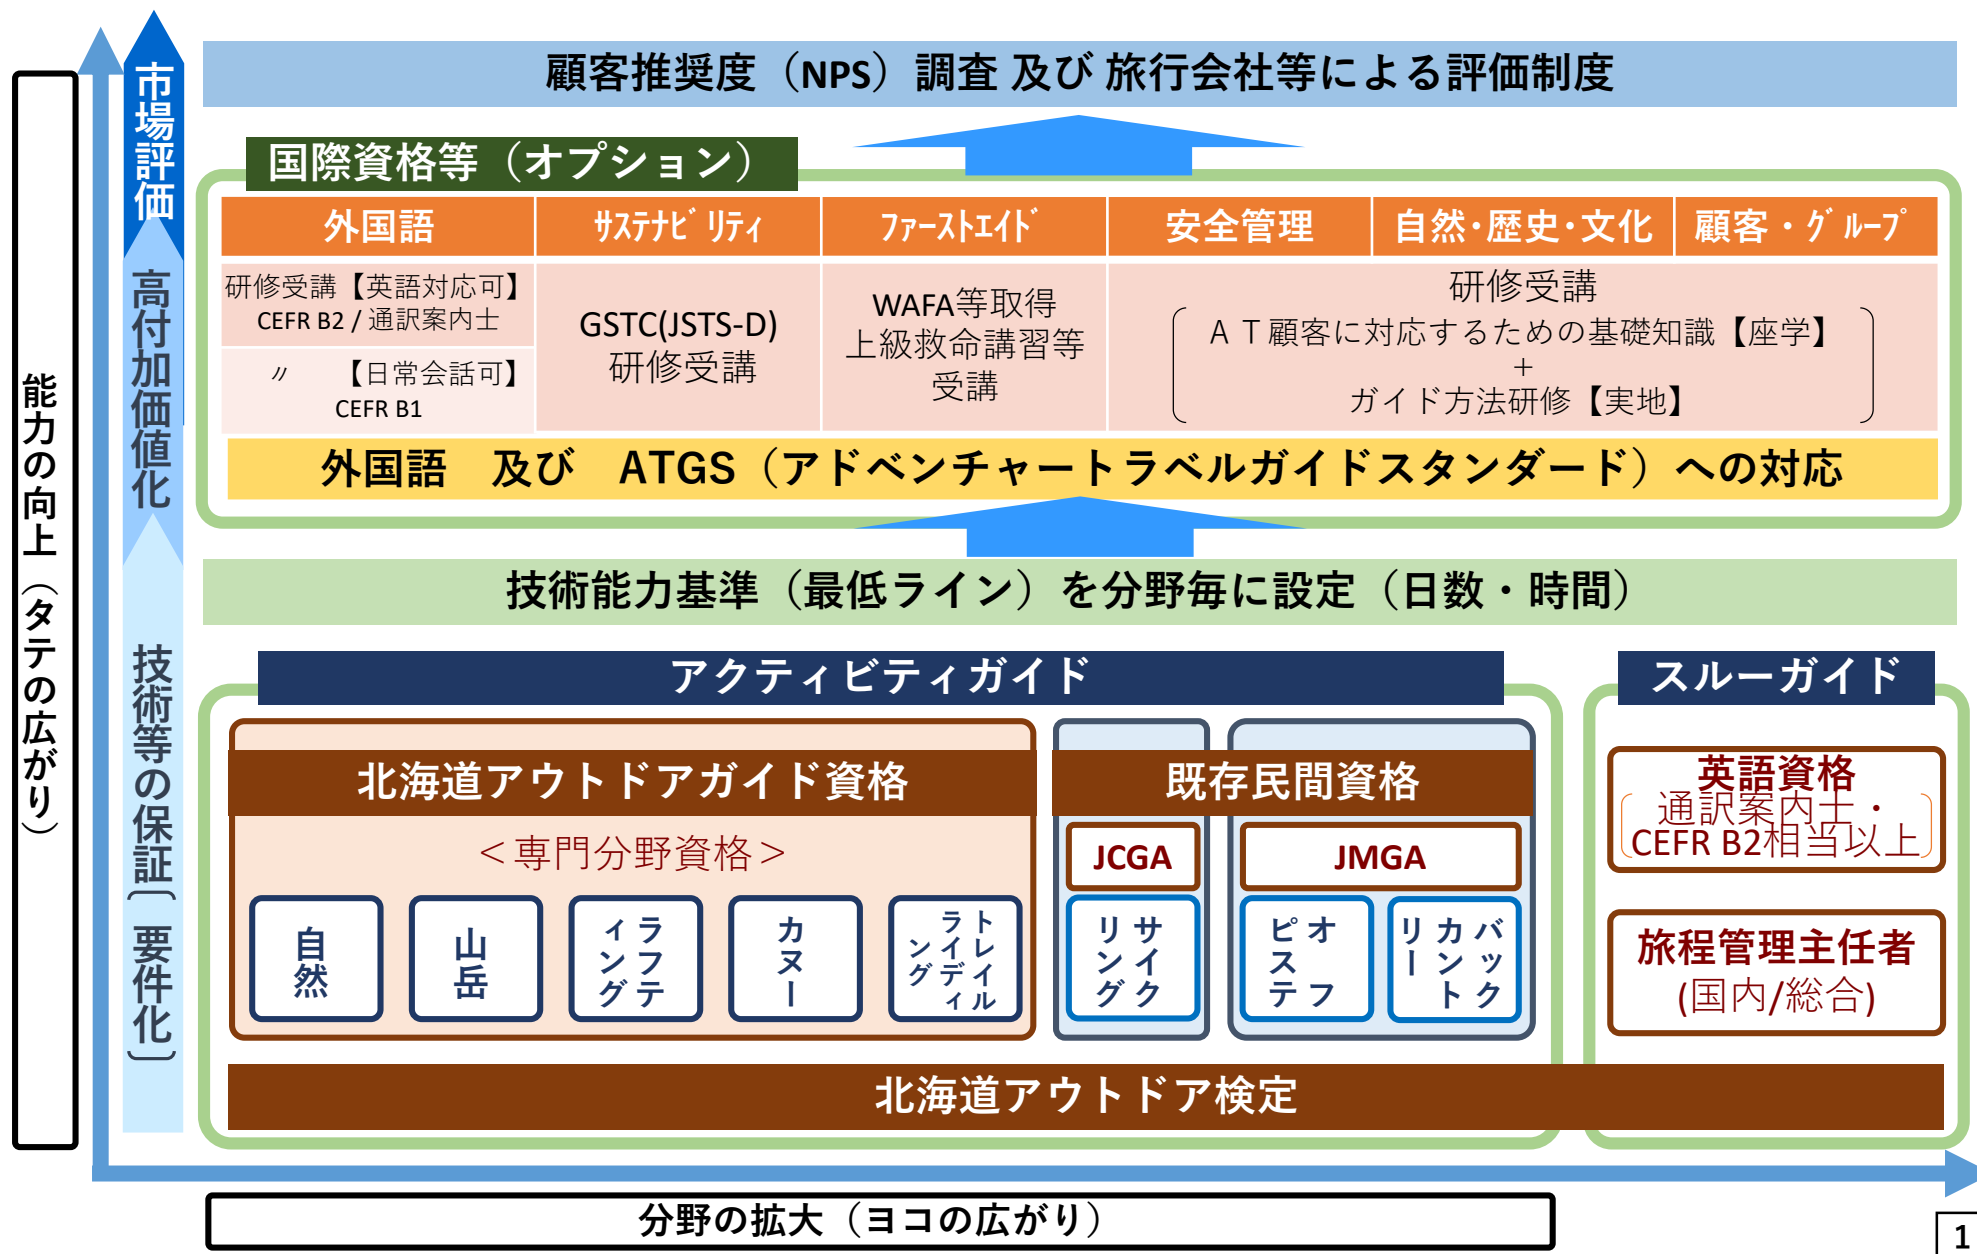 顧客推奨度（NPS）調査 及び 旅行会社等による評価制度
市場評価
高付加価値化
技術等の保証〔要件化〕
能力の向上（タテの広がり）
国際資格等（オプション）
外国語
ｻｽﾃﾅﾋﾞﾘﾃｨ
ﾌｧｰｽﾄｴｲﾄﾞ
安全管理
自然･歴史･文化
顧客・ｸﾞﾙｰﾌﾟ
研修受講【英語対応可】
CEFR B2 / 通訳案内士
〃　【日常会話可】
CEFR B1
GSTC(JSTS-D)
研修受講
WAFA等取得
上級救命講習等
受講
研修受講
ＡＴ顧客に対応するための基礎知識【座学】
＋
ガイド方法研修【実地】
外国語　及び　ATGS（アドベンチャートラベルガイドスタンダード）への対応
技術能力基準（最低ライン）を分野毎に設定（日数・時間）
アクティビティガイド
北海道アウトドアガイド資格
＜専門分野資格＞
自然
山岳
ラフティング
カヌー
トレイルライディング
既存民間資格
JCGA
サイクリング
JMGA
オフピステ
バックカントリー
スルーガイド
英語資格
通訳案内士・
CEFR B2相当以上
旅程管理主任者
(国内/総合)
北海道アウトドア検定
分野の拡大（ヨコの広がり）
1